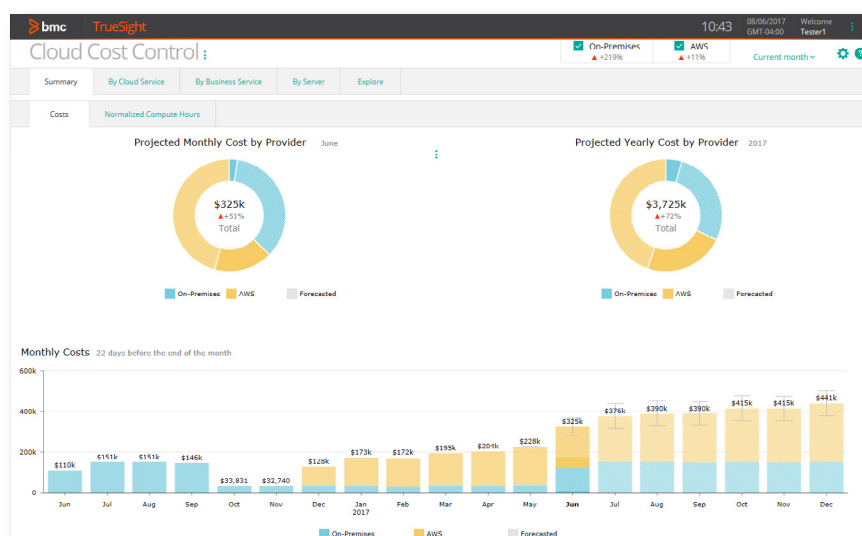 bmc TrueSight 10:43 08/06/2017 GMT-04:00 Welcome Tester1
Cloud Cost Control
On-Premises AWS
▲ +219% ▲ +11%
Current month
Summary By Cloud Service By Business Service By Server Explore
Costs Normalized Compute Hours
Projected Monthly Cost by Provider June
$325k
▲+51%
Total
On-Premises AWS Forecasted
Projected Yearly Cost by Provider 2017
$3,725k
▲+72%
Total
On-Premises AWS Forecasted
Monthly Costs 22 days before the end of the month
600k
400k
200k
0
$110k $151k $151k $146k $33,831 $32,740 $128k $173k $172k $195k $204k $228k $325k $376k $390k $390k $415k $415k $441k
Jun Jul Aug Sep Oct Nov Dec Jan Feb Mar Apr May Jun Jul Aug Sep Oct Nov Dec
2017
On-Premises AWS Forecasted